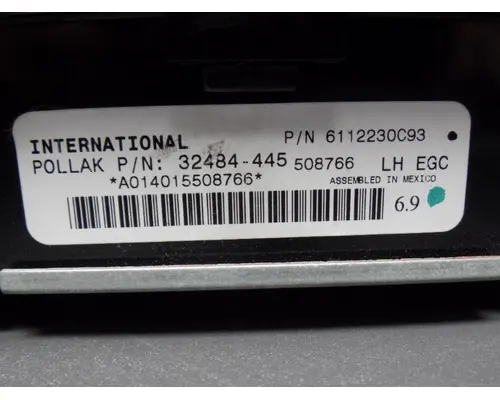 INTERNATIONAL P/N 6112230C93
POLLAK P/N: 32484-445 508766 LH EGC
*A014015508766* ASSEMBLED IN MEXICO
6.9